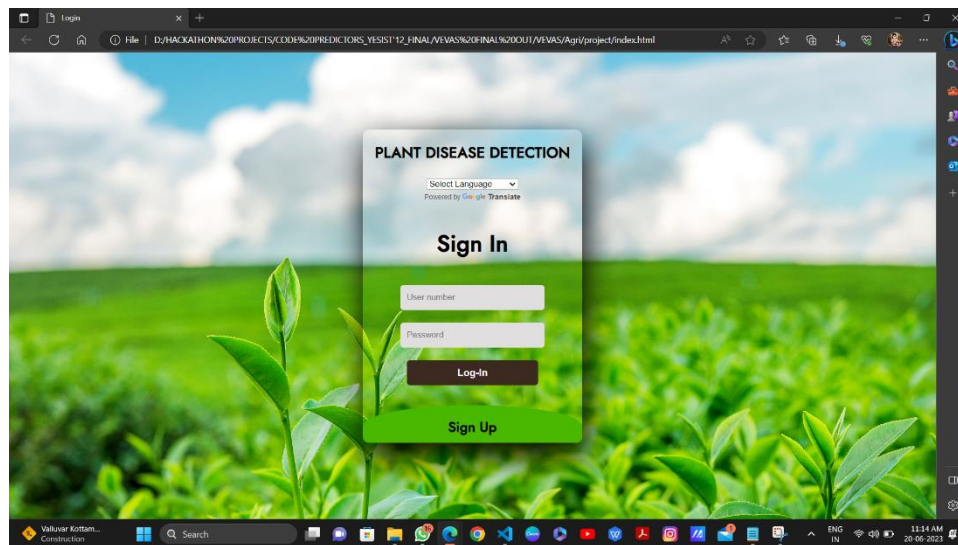 Login
File
D:/HACKATHON%20PROJECTS/CODE%20PREDICTORS_YESIST'12_FINAL/VEVAS%20FINAL%20OUT/VEVAS/Agri/project/index.html
PLANT DISEASE DETECTION
Select Language
Powered by Google Translate
Sign In
User number
Password
Log-In
Sign Up
Valluvar Kottam...
Construction
Search
ENG
IN
11:14 AM
20-06-2023